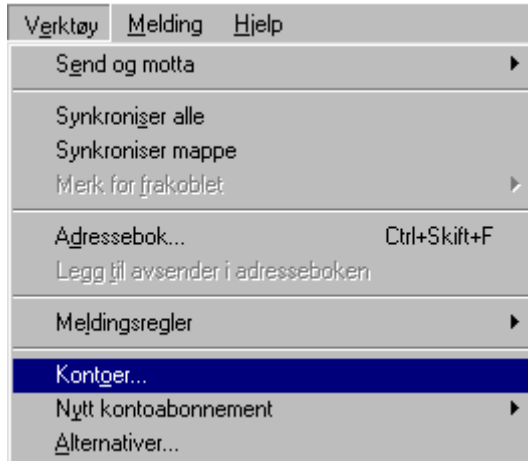 Verktøy Melding Hjelp
Send og motta
Synkroniser alle
Synkroniser mappe
Merk for frakoblet
Adressebok... Ctrl+Skift+F
Legg til avsender i adresseboken
Meldingsregler
Kontoer...
Nytt kontoabonnement
Alternativer...